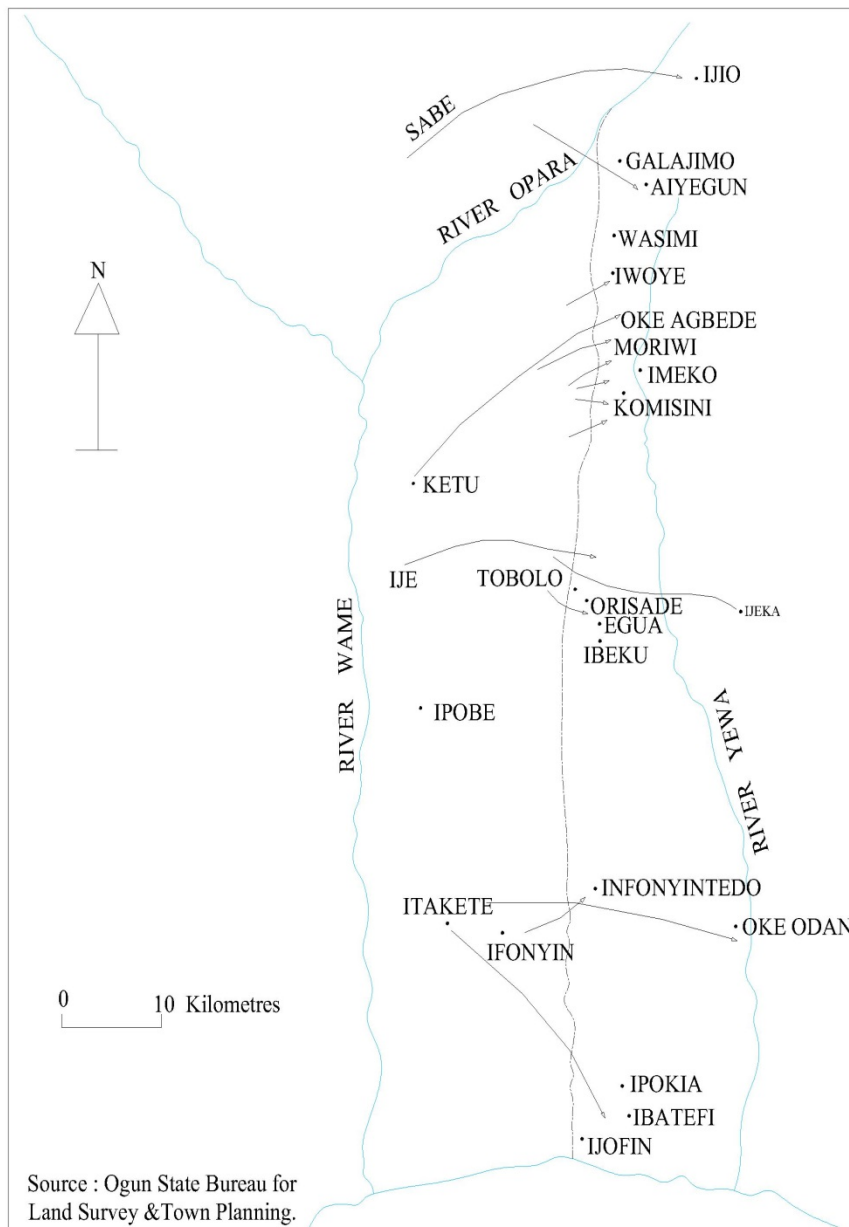 IJIO
SABE
GALAJIMO
AIYEGUN
RIVER OPARA
WASIMI
N
IWOYE
OKE AGBEDE
MORIWI
IMEKO
KOMISINI
KETU
IJE
TOBOLO
ORISADE
IJEKA
EGUA
IBEKU
RIVER WAME
IPOBE
RIVER YEWA
INFONYINTEDO
ITAKETE
OKE ODAN
IFONYIN
0 10 Kilometres
IPOKIA
IBATEFI
IJOFIN
Source : Ogun State Bureau for
Land Survey &Town Planning.